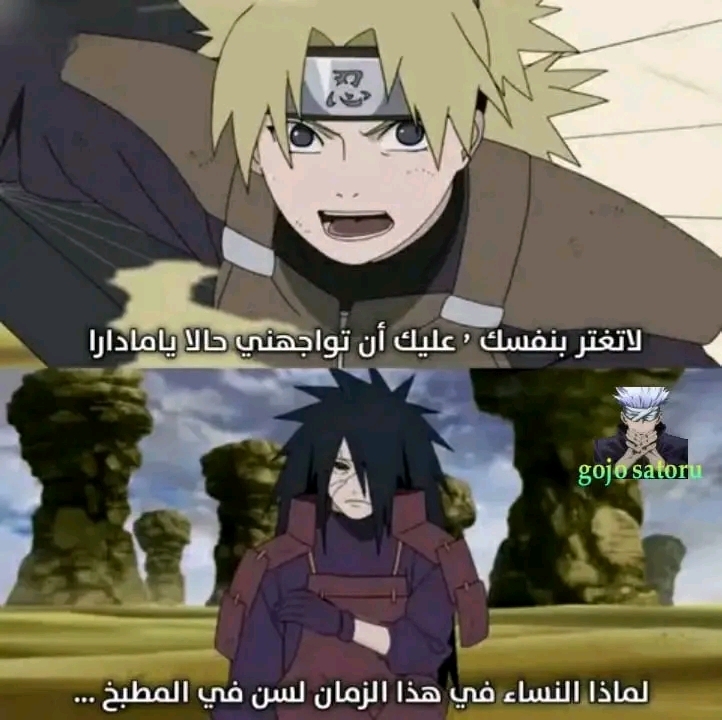 لاتغتر بنفسك , عليك أن تواجهني حالا يامادارا
gojo satoru
لماذا النساء في هذا الزمان لسن في المطبخ ...